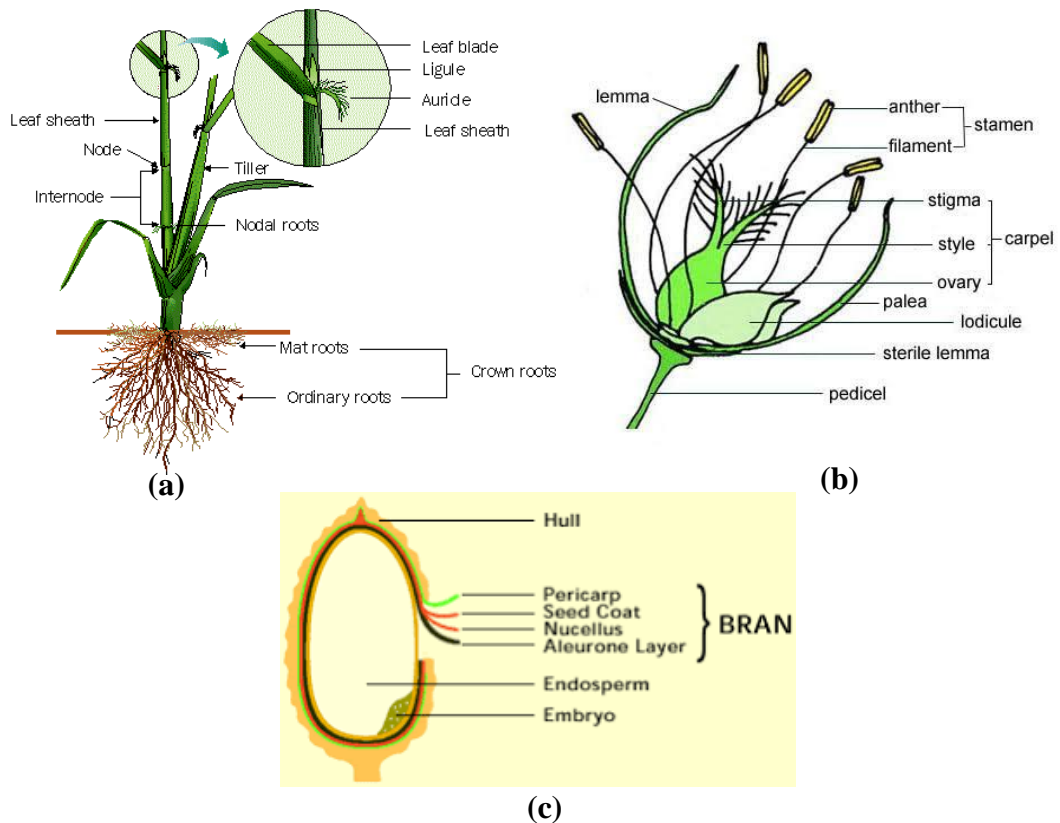 Leaf blade
Ligule
Auricle
Leaf sheath
Leaf sheath
Node
Internode
Tiller
Nodal roots
Mat roots
Crown roots
Ordinary roots
(a)
lemma
anther
stamen
filament
stigma
style
carpel
ovary
palea
lodicule
sterile lemma
pedicel
(b)
Hull
Pericarp
Seed Coat
Nucellus
Aleurone Layer
BRAN
Endosperm
Embryo
(c)